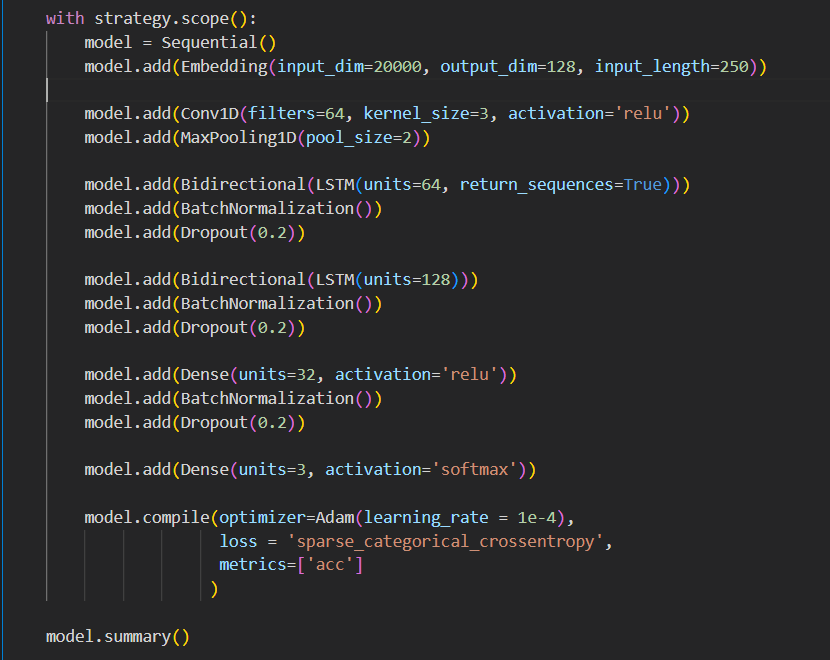 with strategy.scope():
    model = Sequential()
    model.add(Embedding(input_dim=20000, output_dim=128, input_length=250))
    model.add(Conv1D(filters=64, kernel_size=3, activation='relu'))
    model.add(MaxPooling1D(pool_size=2))
    model.add(Bidirectional(LSTM(units=64, return_sequences=True)))
    model.add(BatchNormalization())
    model.add(Dropout(0.2))
    model.add(Bidirectional(LSTM(units=128)))
    model.add(BatchNormalization())
    model.add(Dropout(0.2))
    model.add(Dense(units=32, activation='relu'))
    model.add(BatchNormalization())
    model.add(Dropout(0.2))
    model.add(Dense(units=3, activation='softmax'))
    model.compile(optimizer=Adam(learning_rate = 1e-4),
                  loss = 'sparse_categorical_crossentropy',
                  metrics=['acc']
                 )
model.summary()